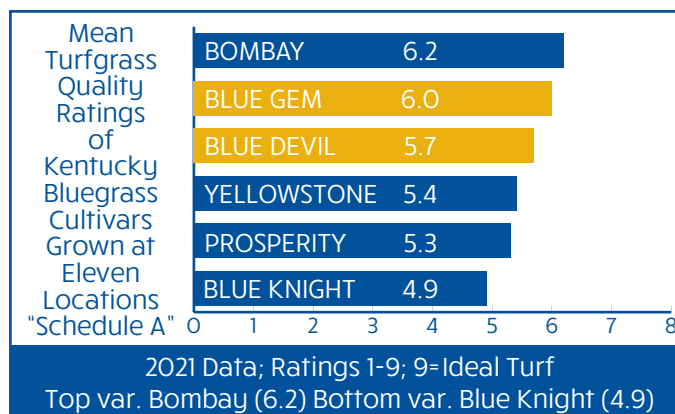 Mean
Turfgrass
Quality
Ratings
of
Kentucky
Bluegrass
Cultivars
Grown at
Eleven
Locations
"Schedule A"
BOMBAY 6.2
BLUE GEM 6.0
BLUE DEVIL 5.7
YELLOWSTONE 5.4
PROSPERITY 5.3
BLUE KNIGHT 4.9
0 1 2 3 4 5 6 7 8
2021 Data; Ratings 1-9; 9=Ideal Turf
Top var. Bombay (6.2) Bottom var. Blue Knight (4.9)